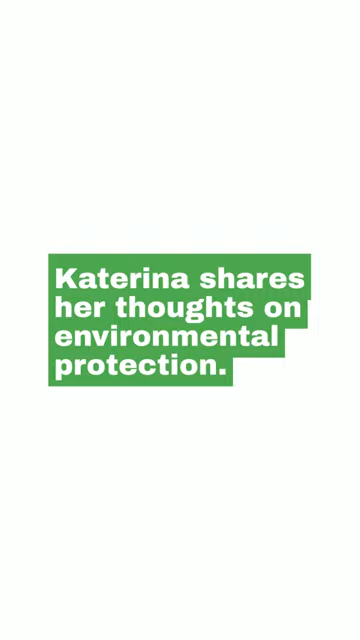 Katerina shares
her thoughts on
environmental
protection.